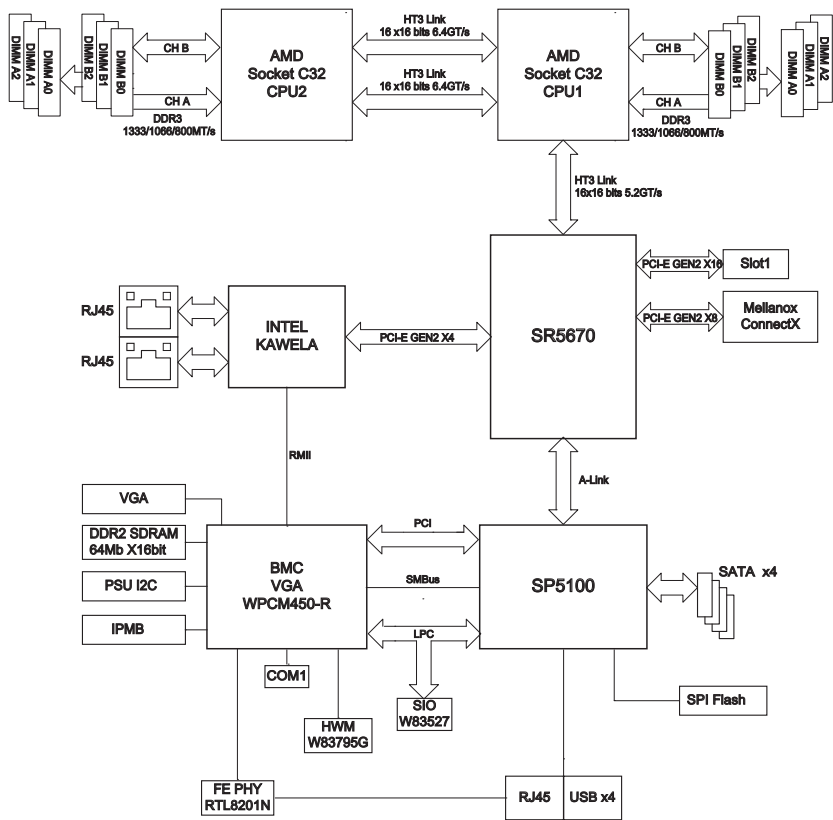 DIMM A2
DIMM A1
DIMM A0
DIMM B2
DIMM B1
DIMM B0
CH B
CH A
DDR3
1333/1066/800MT/s
AMD
Socket C32
CPU2
HT3 Link
16 x16 bits 6.4GT/s
HT3 Link
16 x16 bits 6.4GT/s
AMD
Socket C32
CPU1
CH B
CH A
DDR3
1333/1066/800MT/s
DIMM B0
DIMM B1
DIMM B2
DIMM A0
DIMM A1
DIMM A2
HT3 Link
16x16 bits 5.2GT/s
RJ45
RJ45
INTEL
KAWELA
PCI-E GEN2 X4
SR5670
PCI-E GEN2 X16
Slot1
PCI-E GEN2 X8
Mellanox
ConnectX
RMII
A-Link
VGA
DDR2 SDRAM
64Mb X16bit
PSU I2C
IPMB
BMC
VGA
WPCM450-R
PCI
SMBus
LPC
SP5100
SATA x4
COM1
HWM
W83795G
SIO
W83527
SPI Flash
FE PHY
RTL8201N
RJ45
USB x4